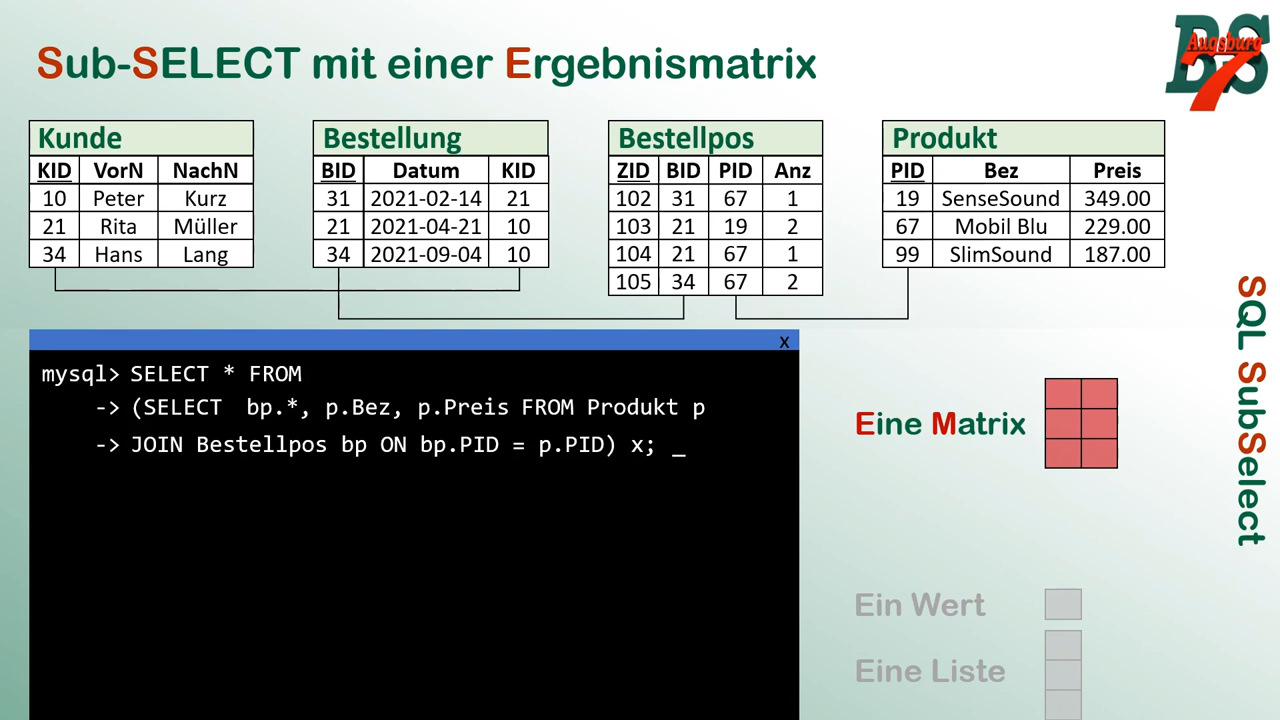 Sub-SELECT mit einer Ergebnismatrix
BS
Augsburg
7
Kunde
KID VorN NachN
10 Peter Kurz
21 Rita Müller
34 Hans Lang
Bestellung
BID Datum KID
31 2021-02-14 21
21 2021-04-21 10
34 2021-09-04 10
Bestellpos
ZID BID PID Anz
102 31 67 1
103 21 19 2
104 21 67 1
105 34 67 2
Produkt
PID Bez Preis
19 SenseSound 349.00
67 Mobil Blu 229.00
99 SlimSound 187.00
x
mysql> SELECT * FROM
-> (SELECT bp.*, p.Bez, p.Preis FROM Produkt p
-> JOIN Bestellpos bp ON bp.PID = p.PID) x; _
Eine Matrix
Ein Wert
Eine Liste
SQL SubSelect